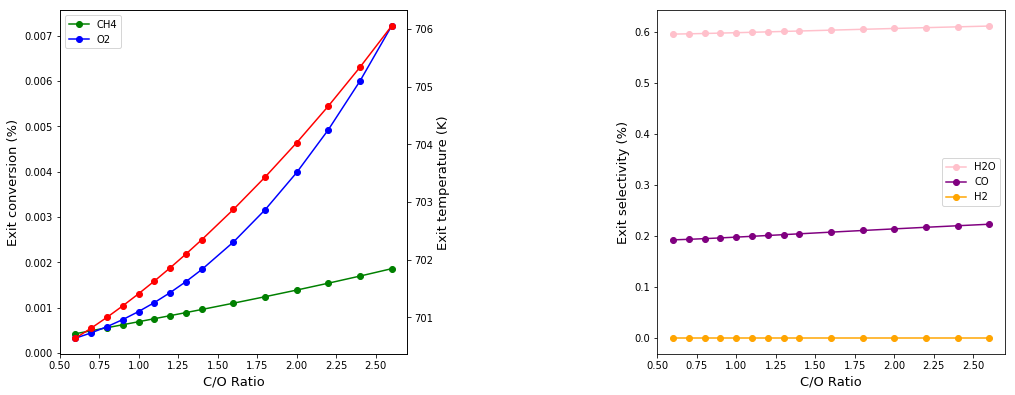 CH4
O2
0.007
0.006
0.005
0.004
0.003
0.002
0.001
0.000
Exit conversion (%)
706
705
704
703
702
701
Exit temperature (K)
0.50 0.75 1.00 1.25 1.50 1.75 2.00 2.25 2.50
C/O Ratio
0.6
0.5
0.4
0.3
0.2
0.1
0.0
Exit selectivity (%)
H2O
CO
H2
0.50 0.75 1.00 1.25 1.50 1.75 2.00 2.25 2.50
C/O Ratio